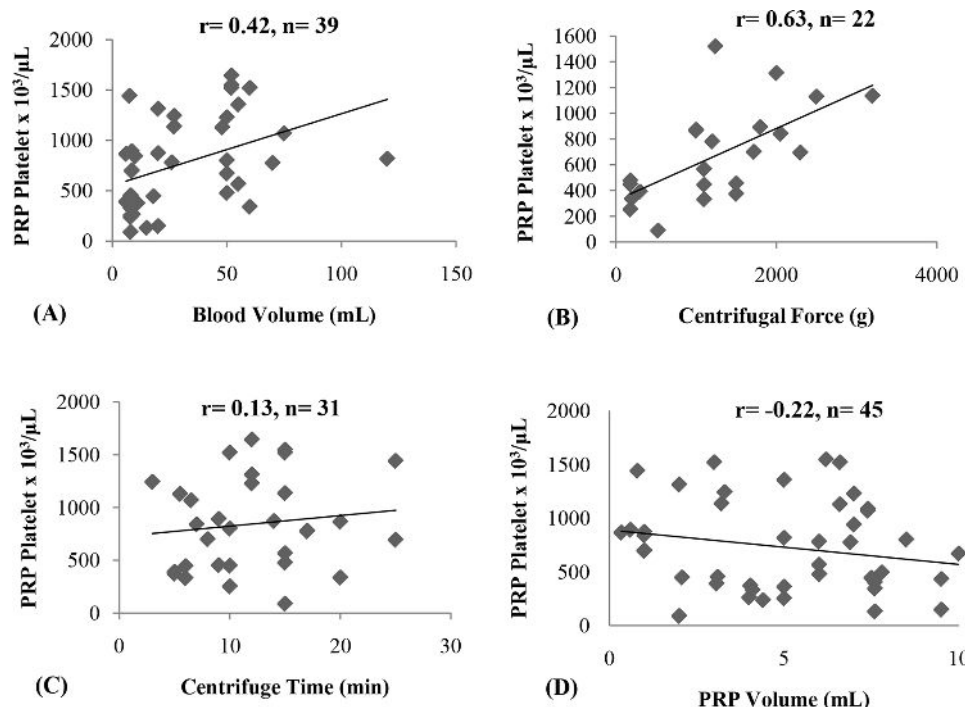 r= 0.42, n= 39
PRP Platelet x 10³/µL
2000
1500
1000
500
0
0 50 100 150
(A) Blood Volume (mL)
r= 0.63, n= 22
PRP Platelet x 10³/µL
1600
1400
1200
1000
800
600
400
200
0
0 2000 4000
(B) Centrifugal Force (g)
r= 0.13, n= 31
PRP Platelet x 10³/µL
2000
1500
1000
500
0
0 10 20 30
(C) Centrifuge Time (min)
r= -0.22, n= 45
PRP Platelet x 10³/µL
2000
1500
1000
500
0
0 5 10
(D) PRP Volume (mL)